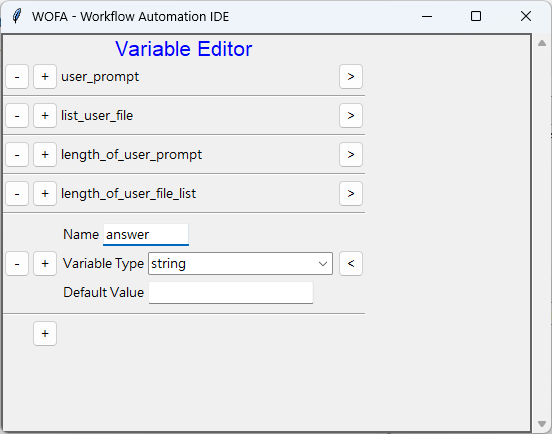 WOFA - Workflow Automation IDE
Variable Editor
- + user_prompt >
- + list_user_file >
- + length_of_user_prompt >
- + length_of_user_file_list >
Name answer
- + Variable Type string <
Default Value
+